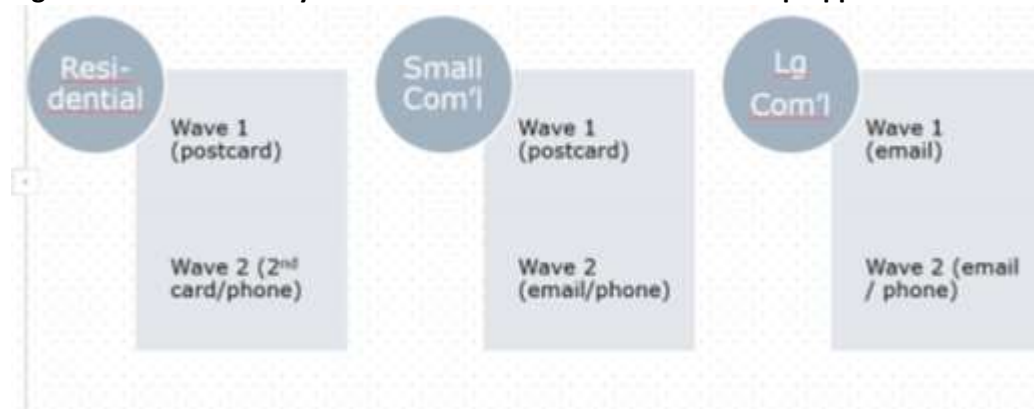 Resi-
dential
Wave 1
(postcard)
Wave 2 (2nd
card/phone)
Small
Com'l
Wave 1
(postcard)
Wave 2
(email/phone)
Lg
Com'l
Wave 1
(email)
Wave 2 (email
/ phone)